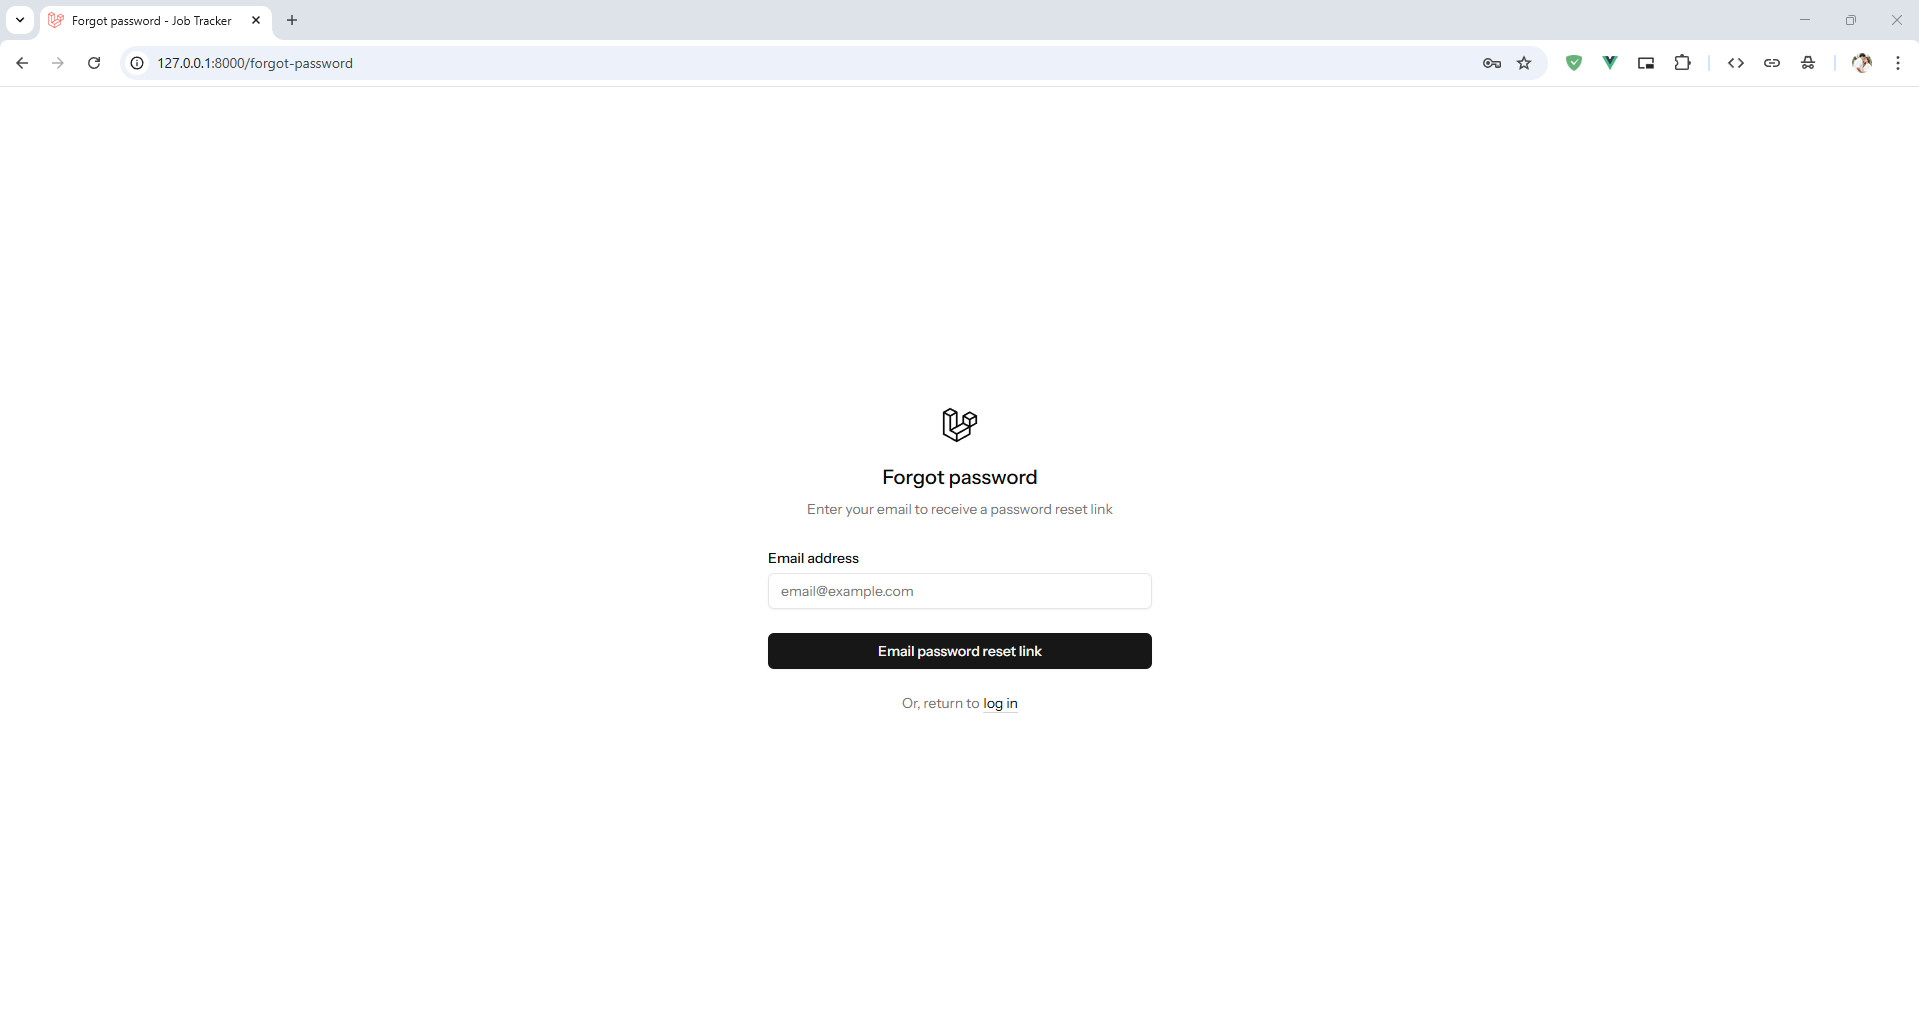 Forgot password - Job Tracker
127.0.0.1:8000/forgot-password
Forgot password
Enter your email to receive a password reset link
Email address
email@example.com
Email password reset link
Or, return to log in